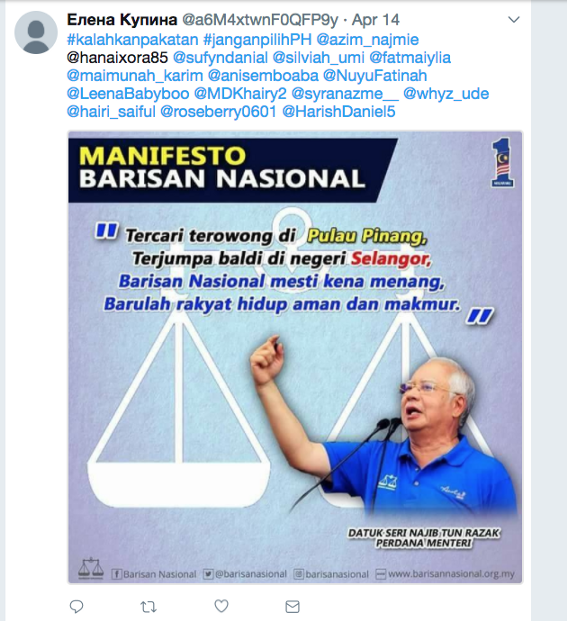 Елена Купина @a6M4xtwnF0QFP9y · Apr 14
#kalahkanpakatan #janganpilihPH @azim_najmie
@hanaixora85 @sufyndanial @silviah_umi @fatmaiylia
@maimunah_karim @anisemboaba @NuyuFatinah
@LeenaBabyboo @MDKhairy2 @syranazme__ @whyz_ude
@hairi_saiful @roseberry0601 @HarishDaniel5
MANIFESTO
BARISAN NASIONAL
1
MALAYSIA
"Tercari terowong di Pulau Pinang,
Terjumpa baldi di negeri Selangor,
Barisan Nasional mesti kena menang,
Barulah rakyat hidup aman dan makmur."
DATUK SERI NAJIB TUN RAZAK
PERDANA MENTERI
Barisan Nasional @barisanasional barisanasional www.barisannasional.org.my